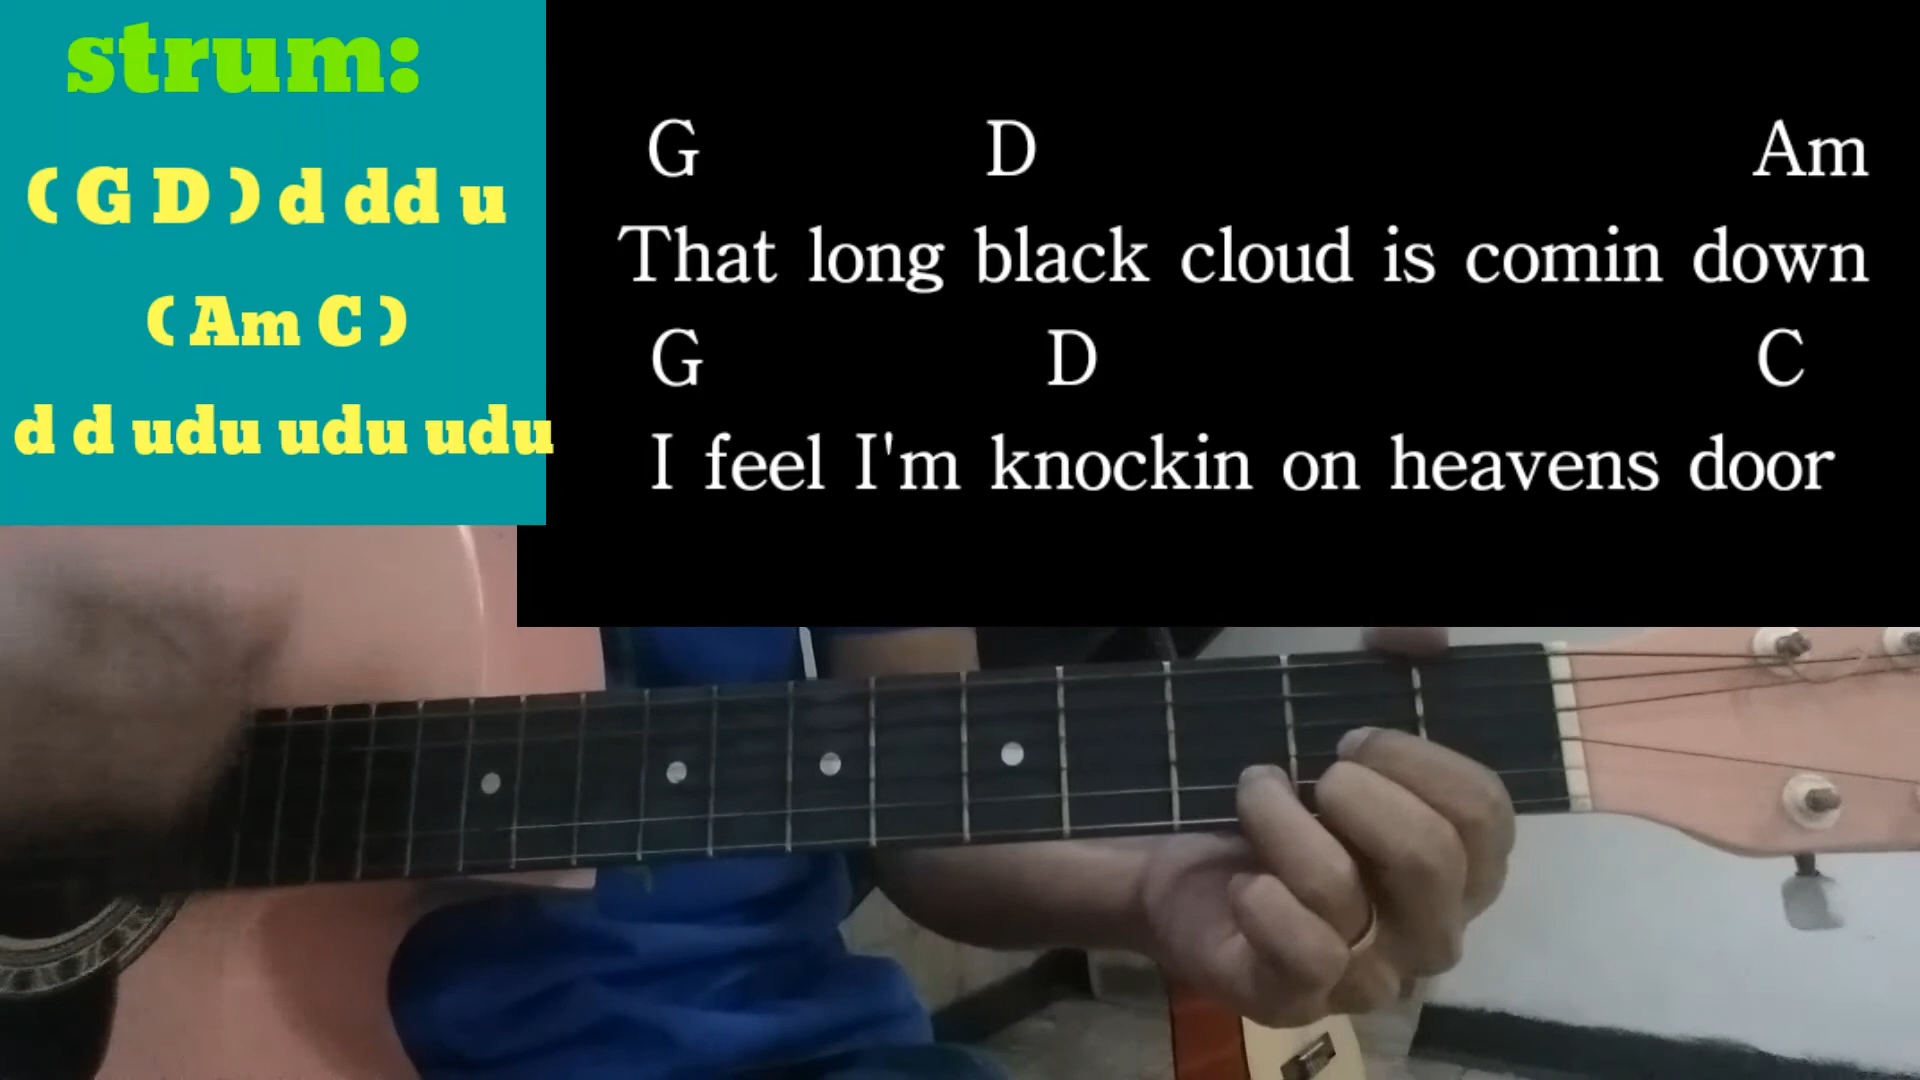 strum:
( G D ) d dd u
( Am C )
d d udu udu udu
G D Am
That long black cloud is comin down
G D C
I feel I'm knockin on heavens door